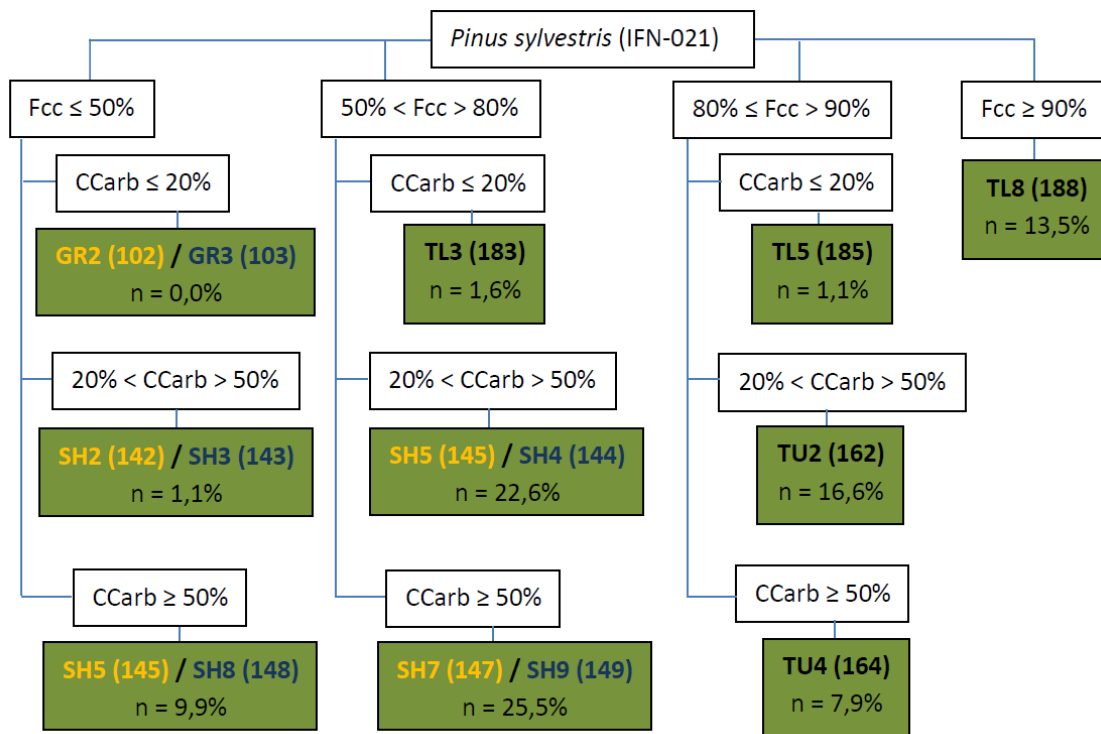 Pinus sylvestris (IFN-021)
Fcc ≤ 50%
50% < Fcc > 80%
80% ≤ Fcc > 90%
Fcc ≥ 90%
CCarb ≤ 20%
CCarb ≤ 20%
CCarb ≤ 20%
TL8 (188)
n = 13,5%
GR2 (102) / GR3 (103)
n = 0,0%
TL3 (183)
n = 1,6%
TL5 (185)
n = 1,1%
20% < CCarb > 50%
20% < CCarb > 50%
20% < CCarb > 50%
SH2 (142) / SH3 (143)
n = 1,1%
SH5 (145) / SH4 (144)
n = 22,6%
TU2 (162)
n = 16,6%
CCarb ≥ 50%
CCarb ≥ 50%
CCarb ≥ 50%
SH5 (145) / SH8 (148)
n = 9,9%
SH7 (147) / SH9 (149)
n = 25,5%
TU4 (164)
n = 7,9%